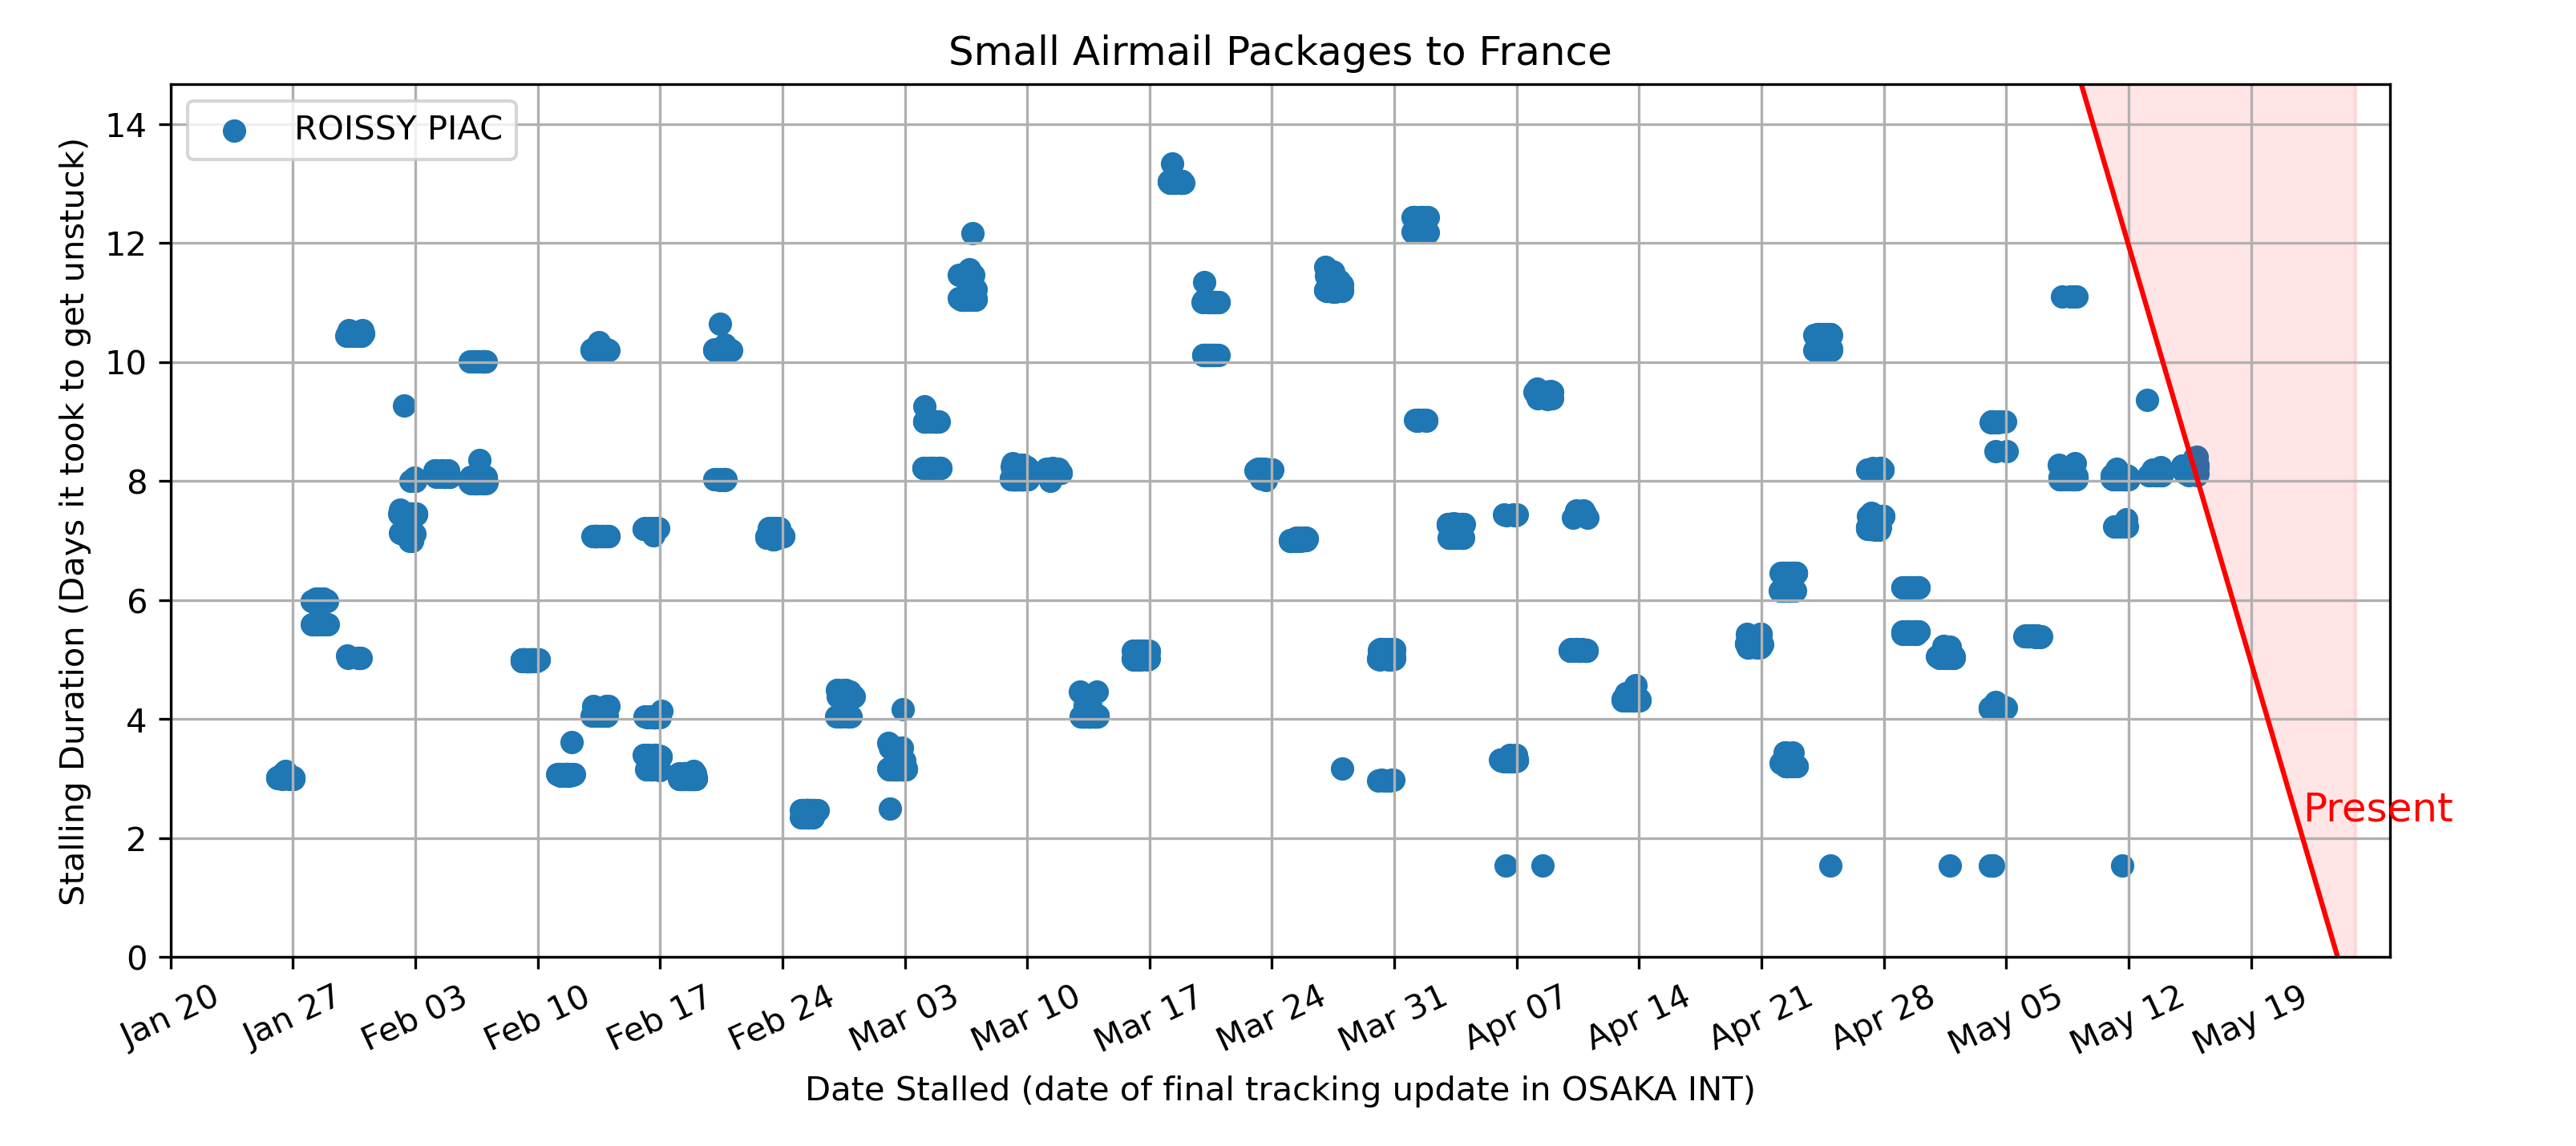 Small Airmail Packages to France
ROISSY PIAC
Stalling Duration (Days it took to get unstuck)
14
12
10
8
6
4
2
0
Present
Jan 20
Jan 27
Feb 03
Feb 10
Feb 17
Feb 24
Mar 03
Mar 10
Mar 17
Mar 24
Mar 31
Apr 07
Apr 14
Apr 21
Apr 28
May 05
May 12
May 19
Date Stalled (date of final tracking update in OSAKA INT)